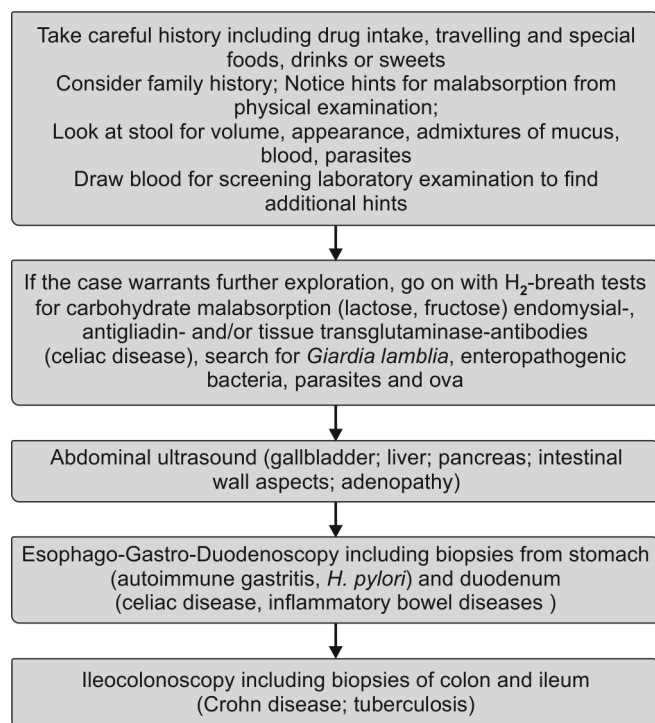 Take careful history including drug intake, travelling and special
foods, drinks or sweets
Consider family history; Notice hints for malabsorption from
physical examination;
Look at stool for volume, appearance, admixtures of mucus,
blood, parasites
Draw blood for screening laboratory examination to find
additional hints
If the case warrants further exploration, go on with H₂-breath tests
for carbohydrate malabsorption (lactose, fructose) endomysial-,
antigliadin- and/or tissue transglutaminase-antibodies
(celiac disease), search for Giardia lamblia, enteropathogenic
bacteria, parasites and ova
Abdominal ultrasound (gallbladder; liver; pancreas; intestinal
wall aspects; adenopathy)
Esophago-Gastro-Duodenoscopy including biopsies from stomach
(autoimmune gastritis, H. pylori) and duodenum
(celiac disease, inflammatory bowel diseases )
Ileocolonoscopy including biopsies of colon and ileum
(Crohn disease; tuberculosis)